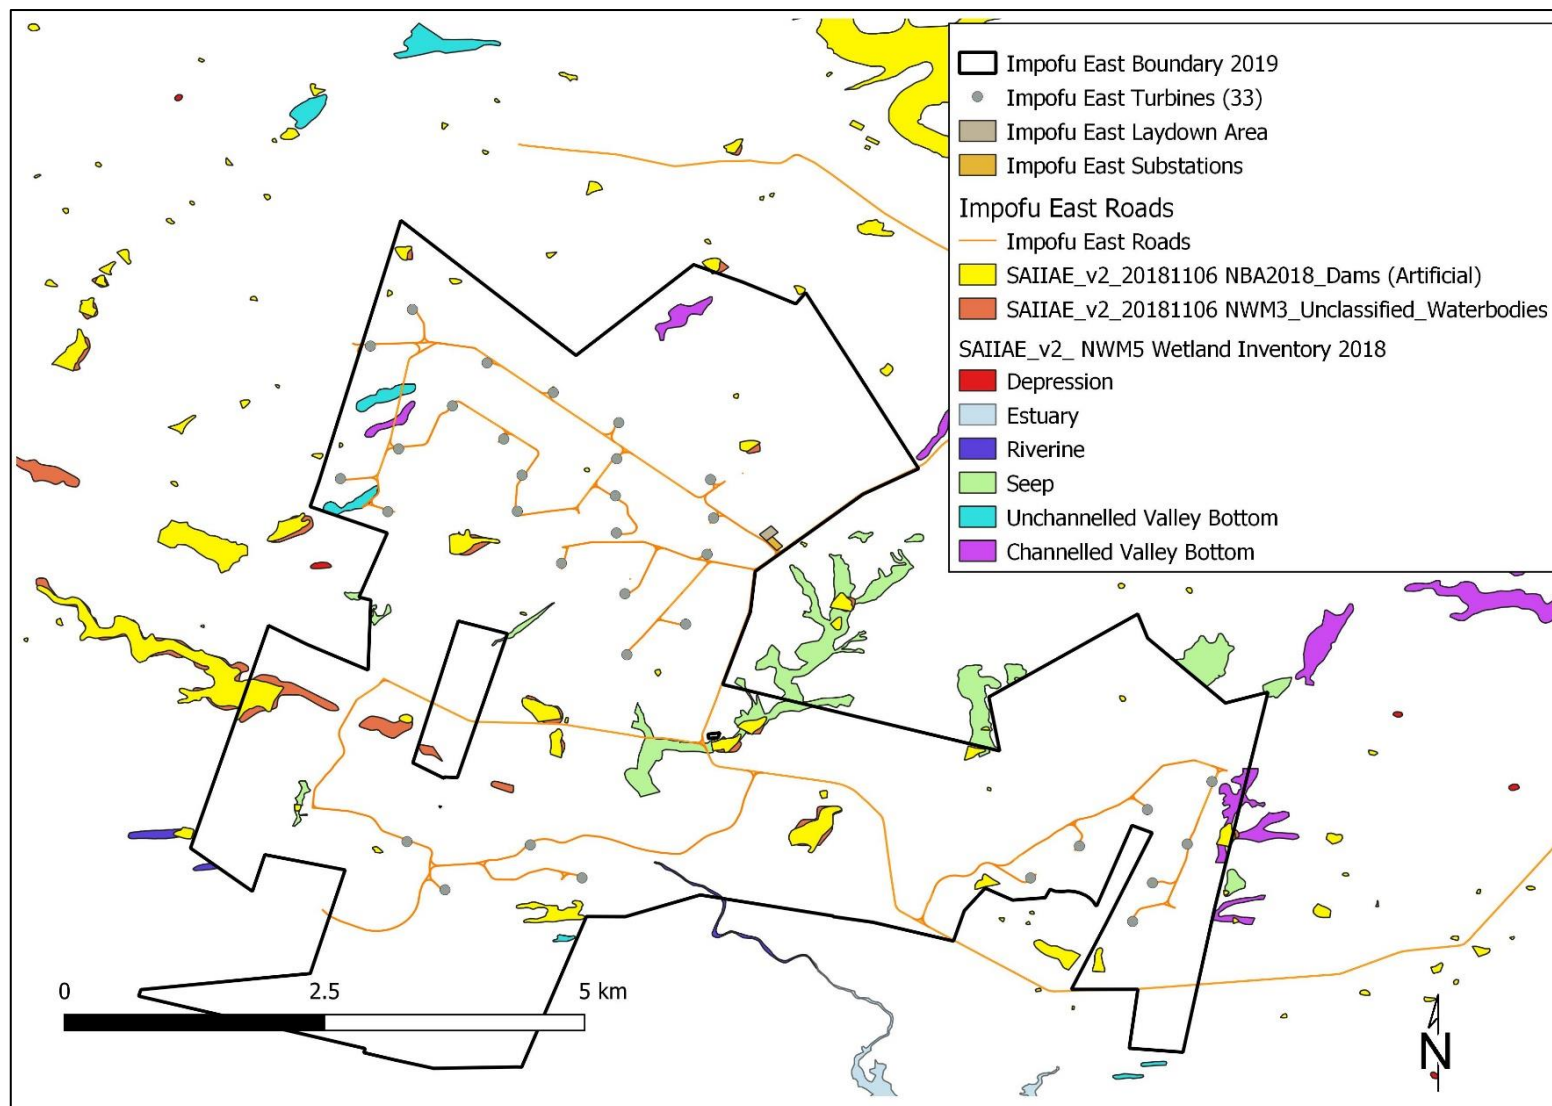 Impofu East Boundary 2019
Impofu East Turbines (33)
Impofu East Laydown Area
Impofu East Substations
Impofu East Roads
Impofu East Roads
SAIIAE_v2_20181106 NBA2018_Dams (Artificial)
SAIIAE_v2_20181106 NWM3_Unclassified_Waterbodies
SAIIAE_v2_ NWM5 Wetland Inventory 2018
Depression
Estuary
Riverine
Seep
Unchannelled Valley Bottom
Channelled Valley Bottom
0 2.5 5 km
N